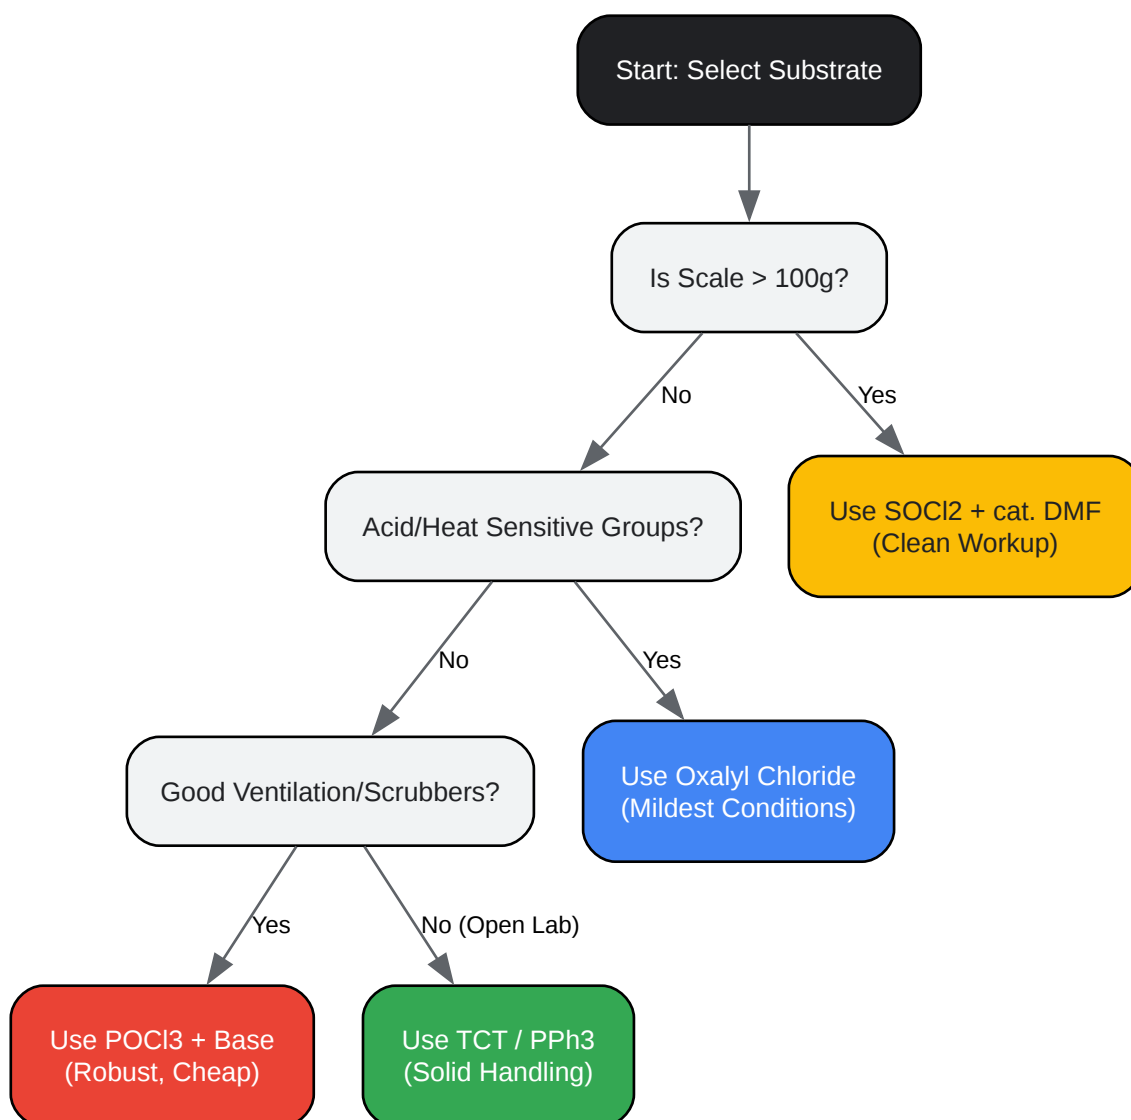 Start: Select Substrate
Is Scale > 100g?
No
Yes
Acid/Heat Sensitive Groups?
Use SOCl2 + cat. DMF
(Clean Workup)
No
Yes
Good Ventilation/Scrubbers?
Use Oxalyl Chloride
(Mildest Conditions)
Yes
No (Open Lab)
Use POCl3 + Base
(Robust, Cheap)
Use TCT / PPh3
(Solid Handling)